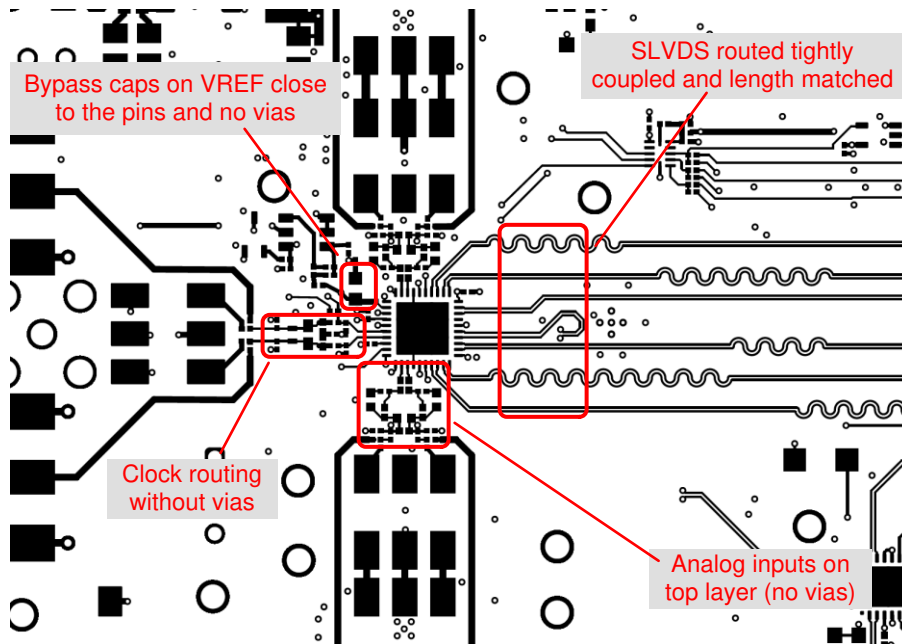 Bypass caps on VREF close
to the pins and no vias
SLVDS routed tightly
coupled and length matched
Clock routing
without vias
Analog inputs on
top layer (no vias)